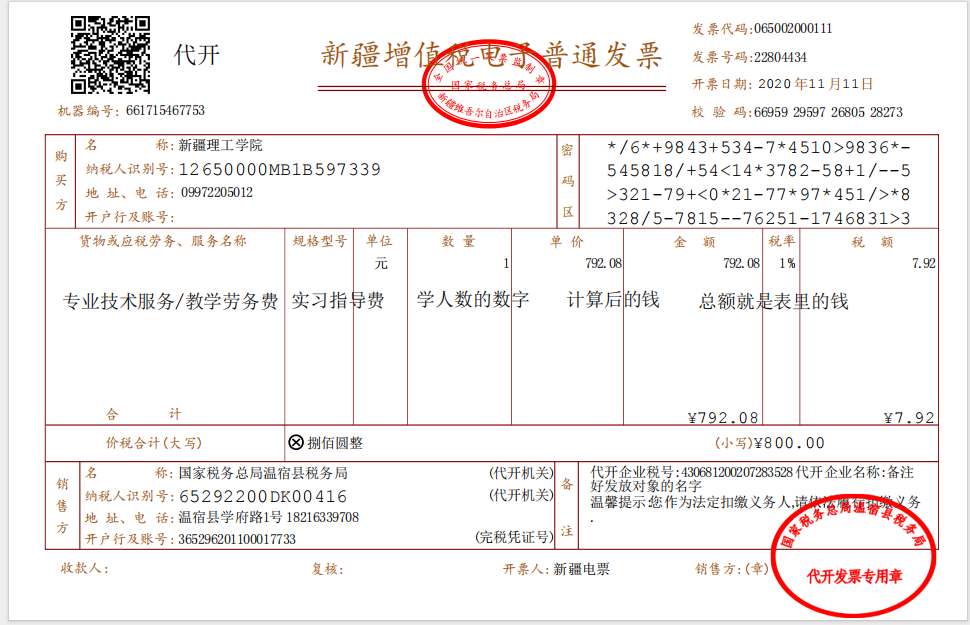 代开
新疆增值税电子普通发票
全国统一发票监制章
国家税务总局
新疆维吾尔自治区税务局
发票代码:065002000111
发票号码:22804434
开票日期: 2020年11月11日
校 验 码:66959 29597 26805 28273
机器编号: 661715467753
购买方
名 称: 新疆理工学院
纳税人识别号: 12650000MB1B597339
地 址、电 话: 09972205012
开户行及账号:
密码区
*/6*+9843+534-7*4510>9836*-
545818/+54<14*3782-58+1/--5
>321-79+<0*21-77*97*451/>*8
328/5-7815--76251-1746831>3
货物或应税劳务、服务名称 规格型号 单位 数 量 单 价 金 额 税率 税 额
元 1 792.08 792.08 1% 7.92
专业技术服务/教学劳务费 实习指导费 学人数的数字 计算后的钱 总额就是表里的钱
合 计 ¥792.08 ¥7.92
价税合计(大写) ⊗ 捌佰圆整 (小写)¥800.00
销售方
名 称: 国家税务总局温宿县税务局 (代开机关)
纳税人识别号: 65292200DK00416 (代开机关)
地 址、电 话: 温宿县学府路1号 18216339708
开户行及账号: 365296201100017733 (完税凭证号)
备注
代开企业税号:430681200207283528 代开企业名称:备注
好发放对象的名字
温馨提示:您作为法定扣缴义务人,请依法履行扣缴义务
.
收款人: 复核: 开票人: 新疆电票 销售方:(章)
国家税务总局温宿县税务局
代开发票专用章